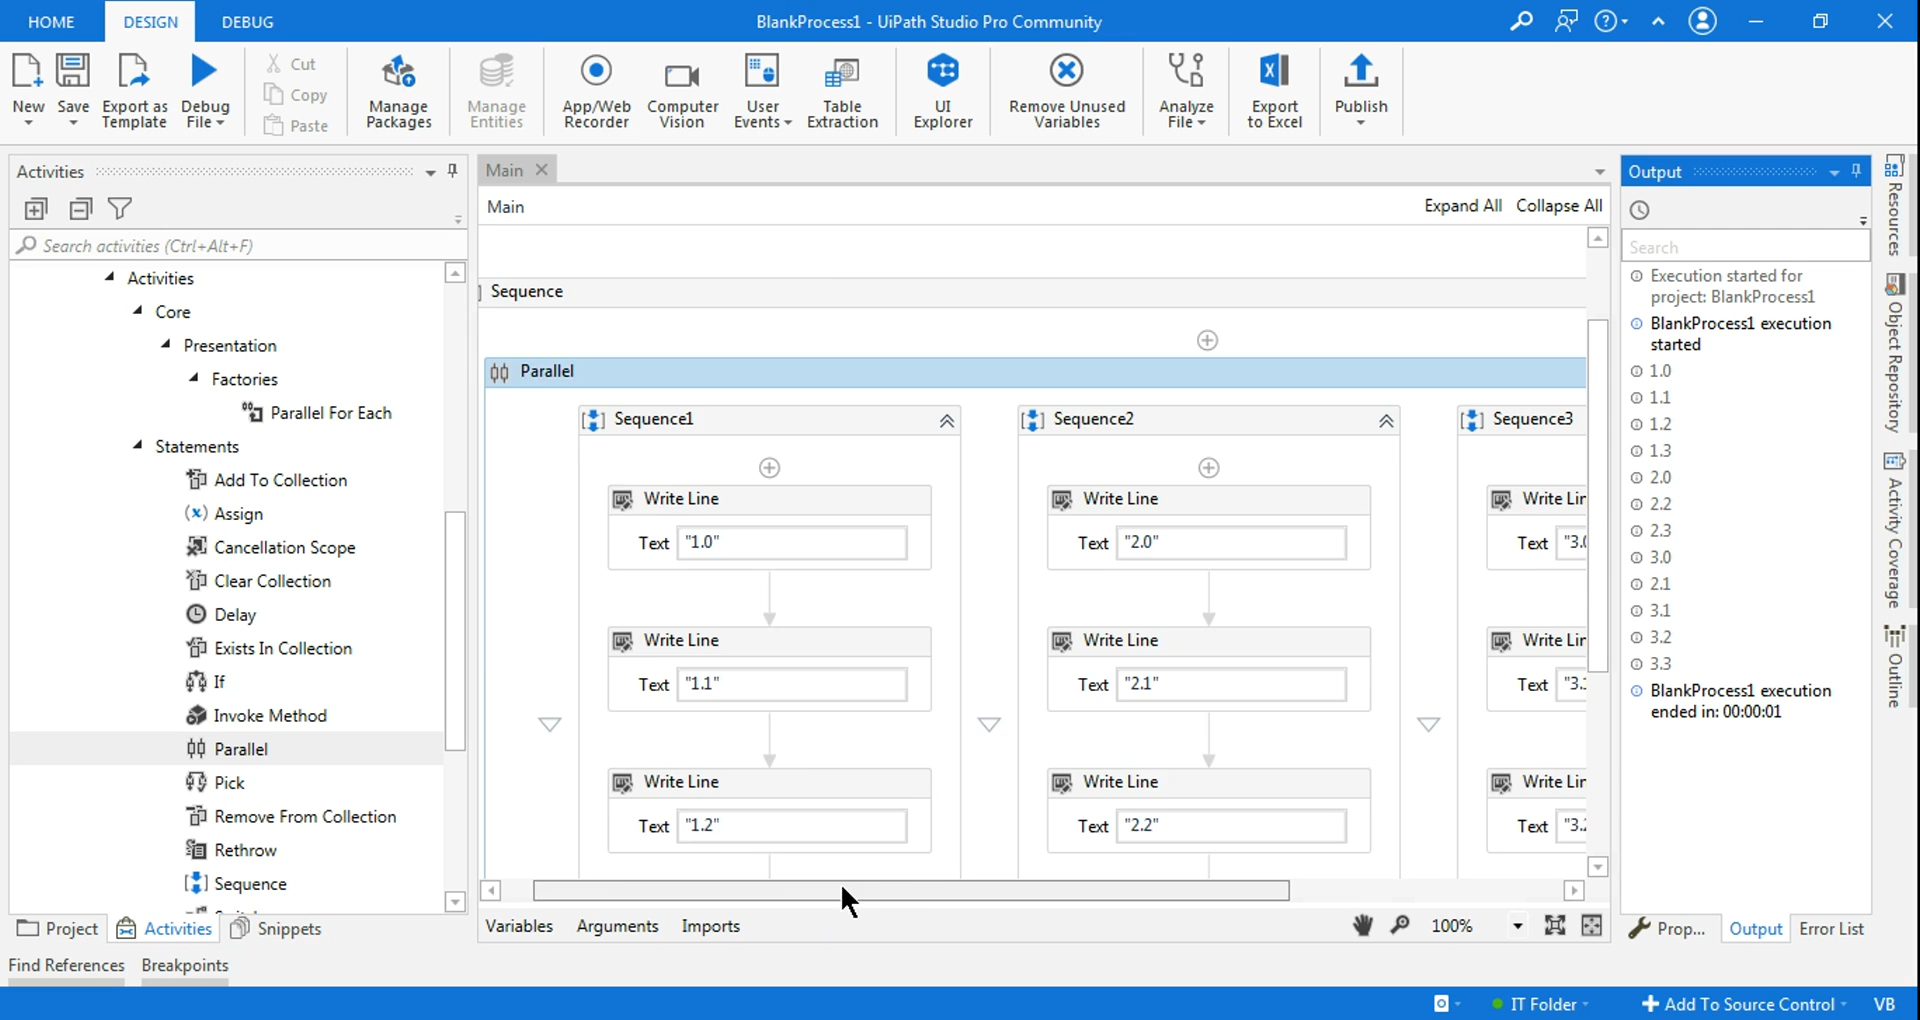 HOME DESIGN DEBUG BlankProcess1 - UiPath Studio Pro Community
New Save Export as Template Debug File Cut Copy Paste Manage Packages Manage Entities App/Web Recorder Computer Vision User Events Table Extraction UI Explorer Remove Unused Variables Analyze File Export to Excel Publish
Activities
Search activities (Ctrl+Alt+F)
Activities
Core
Presentation
Factories
Parallel For Each
Statements
Add To Collection
Assign
Cancellation Scope
Clear Collection
Delay
Exists In Collection
If
Invoke Method
Parallel
Pick
Remove From Collection
Rethrow
Sequence
Project Activities Snippets
Main
Main Expand All Collapse All
Sequence
Parallel
Sequence1
Write Line
Text "1.0"
Write Line
Text "1.1"
Write Line
Text "1.2"
Sequence2
Write Line
Text "2.0"
Write Line
Text "2.1"
Write Line
Text "2.2"
Sequence3
Write Lin
Text "3.0
Write Lin
Text "3.
Write Lin
Text "3.2
Variables Arguments Imports 100%
Output
Search
Execution started for
project: BlankProcess1
BlankProcess1 execution
started
1.0
1.1
1.2
1.3
2.0
2.2
2.3
3.0
2.1
3.1
3.2
3.3
BlankProcess1 execution
ended in: 00:00:01
Prop... Output Error List
Resources
Object Repository
Activity Coverage
Outline
Find References Breakpoints
IT Folder Add To Source Control VB